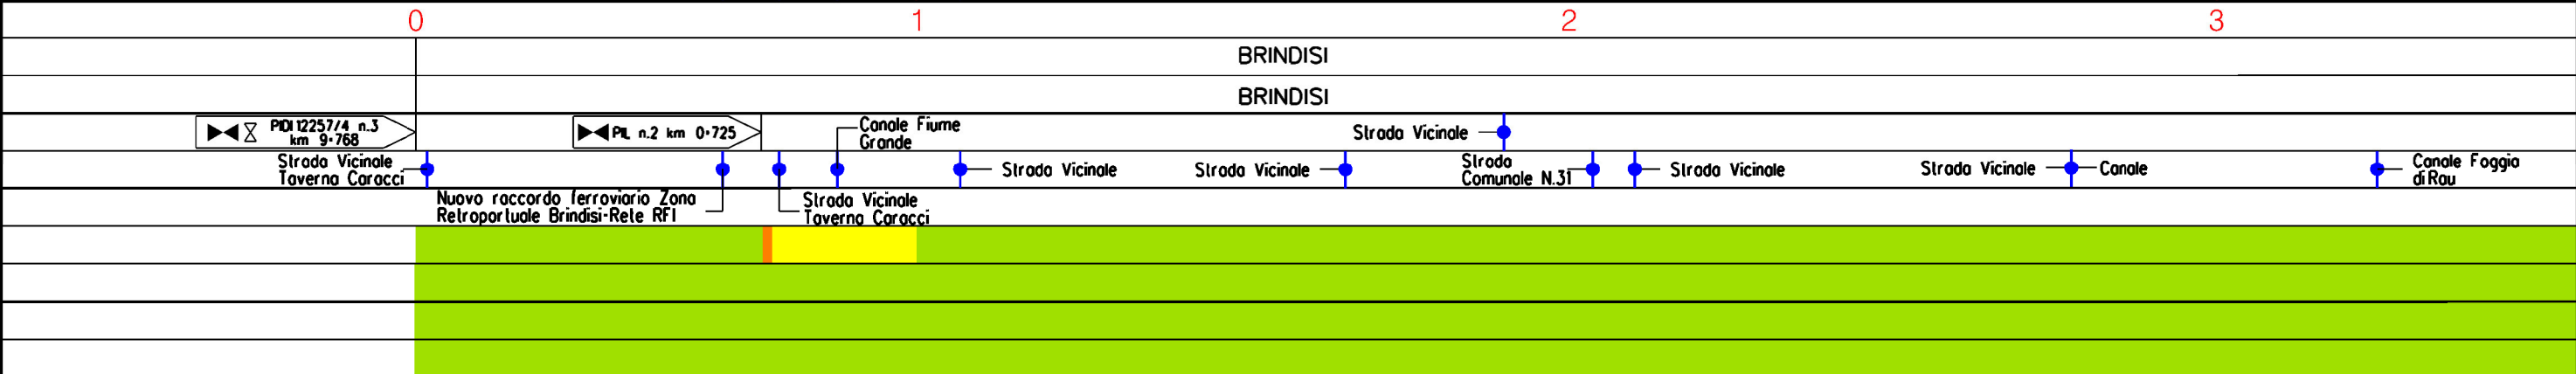 0 1 2 3
BRINDISI
BRINDISI
PIDI 12257/4 n.3
km 9+768
PIL n.2 km 0+725
Canale Fiume
Grande
Strada Vicinale
Strada Vicinale
Taverna Caracci
Strada Vicinale
Strada Vicinale
Strada
Comunale N.31
Strada Vicinale
Strada Vicinale
Canale
Canale Foggia
di Rau
Nuovo raccordo ferroviario Zona
Retroportuale Brindisi-Rete RFI
Strada Vicinale
Taverna Caracci